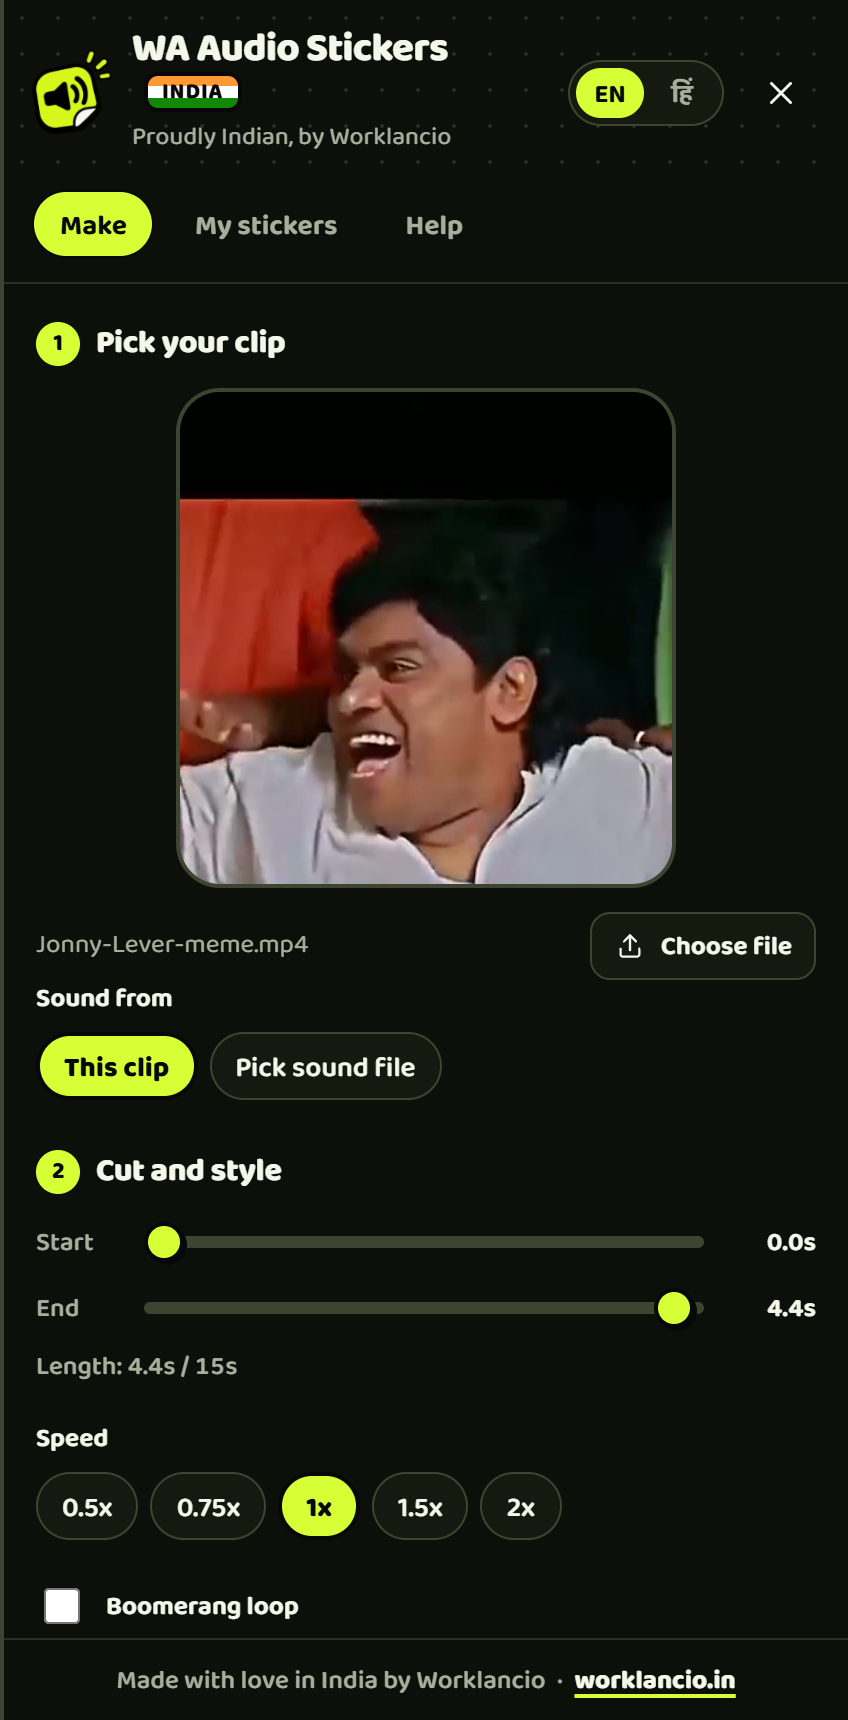 WA Audio Stickers
INDIA
Proudly Indian, by Worklancio
EN हिं
Make My stickers Help
1 Pick your clip
Jonny-Lever-meme.mp4
Choose file
Sound from
This clip Pick sound file
2 Cut and style
Start 0.0s
End 4.4s
Length: 4.4s / 15s
Speed
0.5x 0.75x 1x 1.5x 2x
Boomerang loop
Made with love in India by Worklancio · worklancio.in